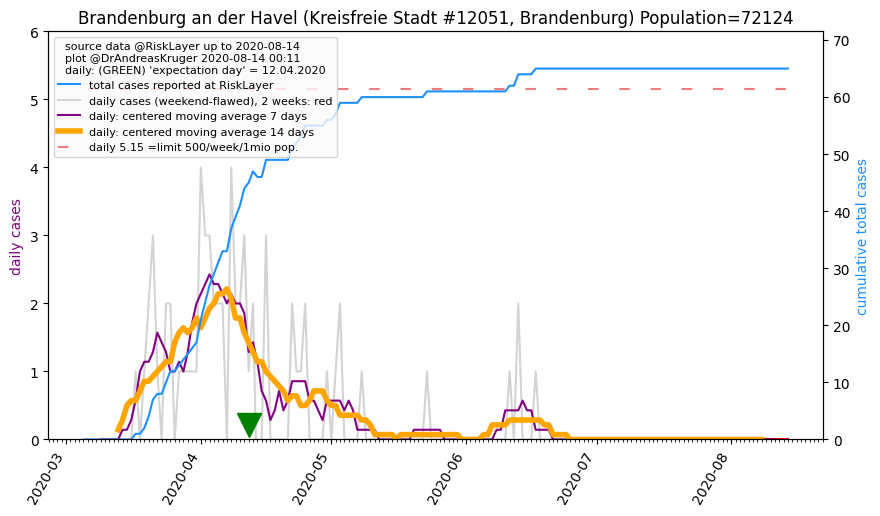 Brandenburg an der Havel (Kreisfreie Stadt #12051, Brandenburg) Population=72124
source data @RiskLayer up to 2020-08-14
plot @DrAndreasKruger 2020-08-14 00:11
daily: (GREEN) 'expectation day' = 12.04.2020
total cases reported at RiskLayer
daily cases (weekend-flawed), 2 weeks: red
daily: centered moving average 7 days
daily: centered moving average 14 days
daily 5.15 =limit 500/week/1mio pop.
daily cases
6
5
4
3
2
1
0
cumulative total cases
70
60
50
40
30
20
10
0
2020-03
2020-04
2020-05
2020-06
2020-07
2020-08